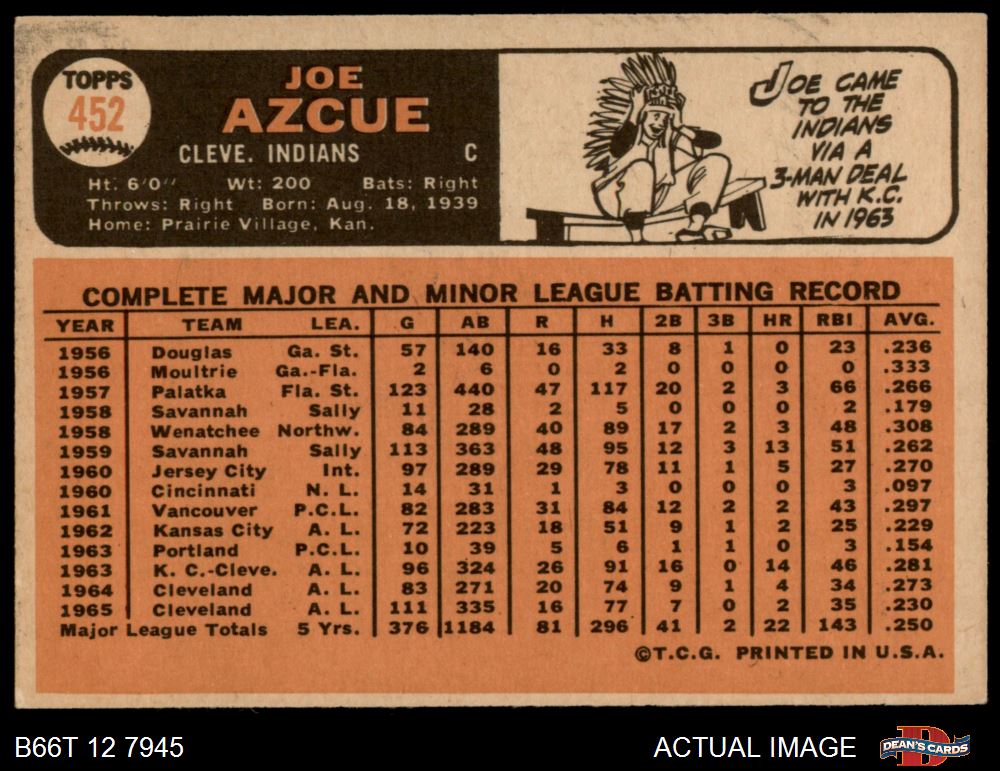 TOPPS
452
JOE
AZCUE
CLEVE. INDIANS C
Ht. 6'0" Wt: 200 Bats: Right
Throws: Right Born: Aug. 18, 1939
Home: Prairie Village, Kan.
JOE CAME
TO THE
INDIANS
VIA A
3-MAN DEAL
WITH K.C.
IN 1963
COMPLETE MAJOR AND MINOR LEAGUE BATTING RECORD
YEAR TEAM LEA. G AB R H 2B 3B HR RBI AVG.
1956 Douglas Ga. St. 57 140 16 33 8 1 0 23 .236
1956 Moultrie Ga.-Fla. 2 6 0 2 0 0 0 0 .333
1957 Palatka Fla. St. 123 440 47 117 20 2 3 66 .266
1958 Savannah Sally 11 28 2 5 0 0 0 2 .179
1958 Wenatchee Northw. 84 289 40 89 17 2 3 48 .308
1959 Savannah Sally 113 363 48 95 12 3 13 51 .262
1960 Jersey City Int. 97 289 29 78 11 1 5 27 .270
1960 Cincinnati N. L. 14 31 1 3 0 0 0 3 .097
1961 Vancouver P.C.L. 82 283 31 84 12 2 2 43 .297
1962 Kansas City A. L. 72 223 18 51 9 1 2 25 .229
1963 Portland P.C.L. 10 39 5 6 1 1 0 3 .154
1963 K. C.-Cleve. A. L. 96 324 26 91 16 0 14 46 .281
1964 Cleveland A. L. 83 271 20 74 9 1 4 34 .273
1965 Cleveland A. L. 111 335 16 77 7 0 2 35 .230
Major League Totals 5 Yrs. 376 1184 81 296 41 2 22 143 .250
©T.C.G. PRINTED IN U.S.A.
B66T 12 7945 ACTUAL IMAGE DEAN'S CARDS